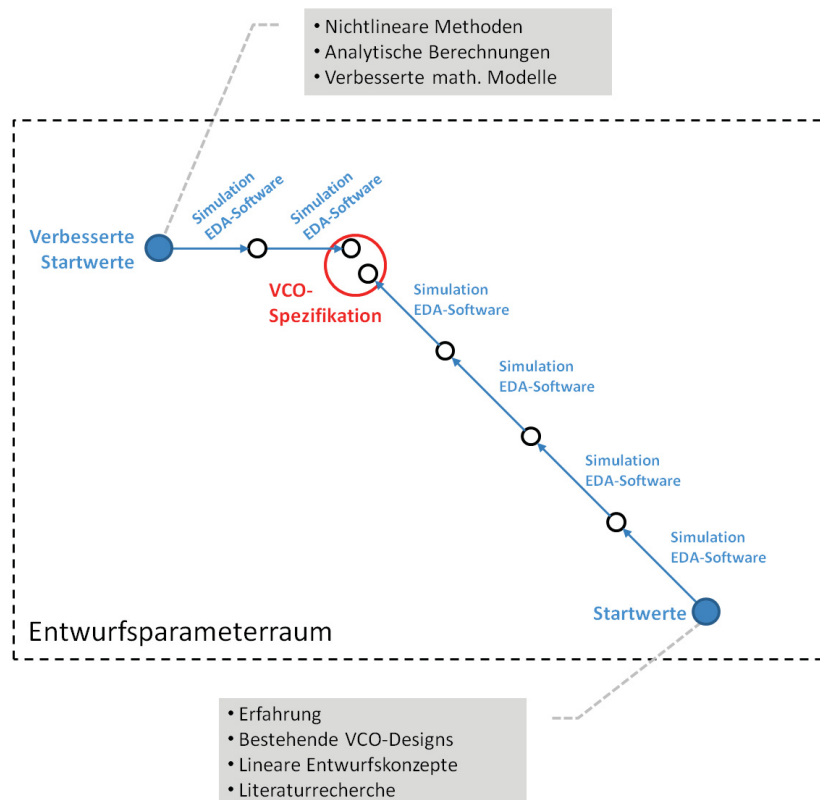 • Nichtlineare Methoden
• Analytische Berechnungen
• Verbesserte math. Modelle
Simulation
EDA-Software
Simulation
EDA-Software
Verbesserte
Startwerte
VCO-
Spezifikation
Simulation
EDA-Software
Simulation
EDA-Software
Simulation
EDA-Software
Simulation
EDA-Software
Startwerte
Entwurfsparameterraum
• Erfahrung
• Bestehende VCO-Designs
• Lineare Entwurfskonzepte
• Literaturrecherche